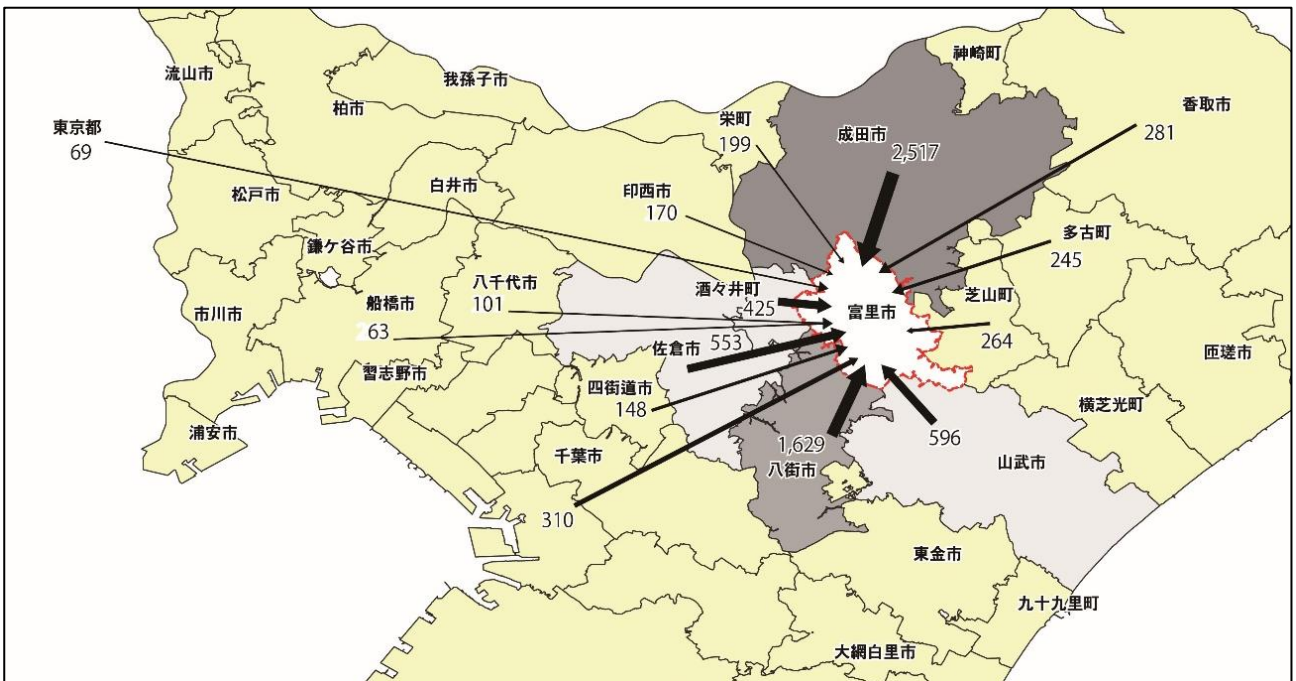 神崎町
流山市
我孫子市
柏市
香取市
栄町
199
成田市
2,517
281
東京都
69
白井市
印西市
170
松戸市
鎌ケ谷市
多古町
245
八千代市
101
酒々井町
425
芝山町
264
船橋市
63
富里市
市川市
佐倉市
553
匝瑳市
習志野市
四街道市
148
横芝光町
浦安市
千葉市
310
1,629
八街市
596
山武市
東金市
九十九里町
大網白里市